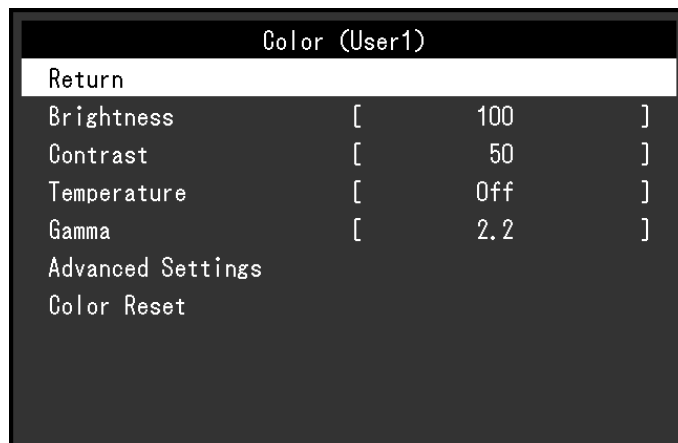 Color (User1)
Return
Brightness [ 100 ]
Contrast [ 50 ]
Temperature [ Off ]
Gamma [ 2.2 ]
Advanced Settings
Color Reset